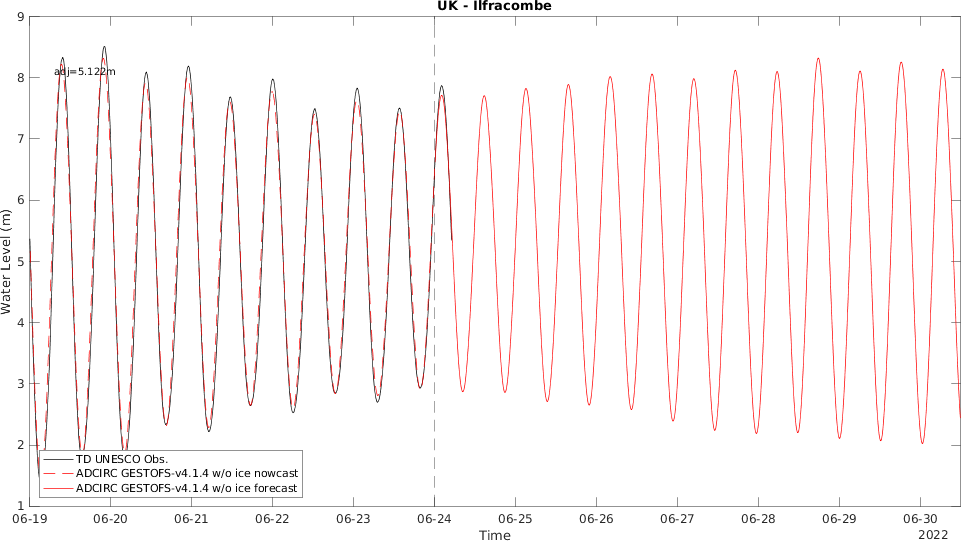 UK - Ilfracombe
9
8
7
6
5
4
3
2
1
Water Level (m)
adj=5.122m
TD UNESCO Obs.
ADCIRC GESTOFS-v4.1.4 w/o ice nowcast
ADCIRC GESTOFS-v4.1.4 w/o ice forecast
06-19 06-20 06-21 06-22 06-23 06-24 06-25 06-26 06-27 06-28 06-29 06-30
Time
2022